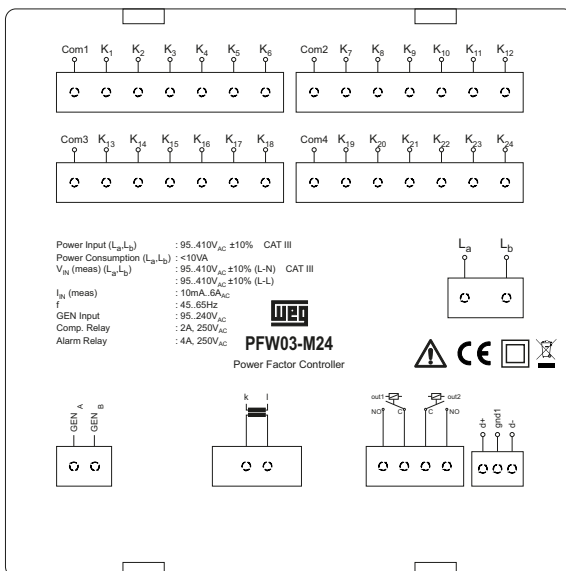 Com1 K1 K2 K3 K4 K5 K6 Com2 K7 K8 K9 K10 K11 K12
Com3 K13 K14 K15 K16 K17 K18 Com4 K19 K20 K21 K22 K23 K24
Power Input (La,Lb) : 95..410VAC ±10% CAT III
Power Consumption (La,Lb) : <10VA
VIN (meas) (La,Lb) : 95..410VAC ±10% (L-N) CAT III
: 95..410VAC ±10% (L-L)
IIN (meas) : 10mA..6AAC
f : 45..65Hz
GEN Input : 95..240VAC
Comp. Relay : 2A, 250VAC
Alarm Relay : 4A, 250VAC
La Lb
weg
PFW03-M24
Power Factor Controller
CE
GEN A GEN B
k l
out1 out2
NO C C NO
d+ gnd1 d-